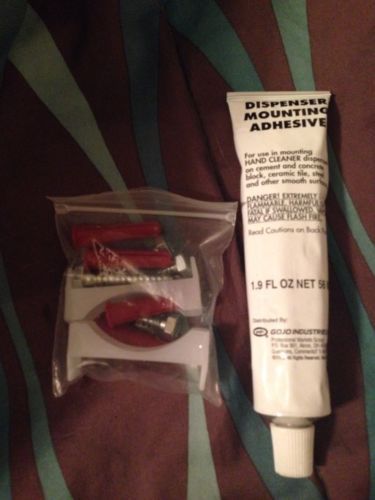 DISPENSER
MOUNTING
ADHESIVE
For use in mounting
HAND CLEANER dispensers
on cement and concrete
block, ceramic tile, steel
and other smooth surf
DANGER! EXTREMELY
FLAMMABLE, HARMFUL
FATAL IF SWALLOWED
MAY CAUSE FLASH FIRE
Read Cautions on Back
1.9 FL OZ NET 56
Distributed By:
GOJO INDUSTRIES